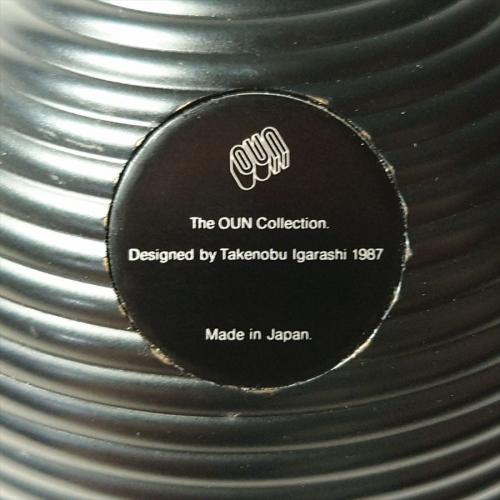 OUN
The OUN Collection.
Designed by Takenobu Igarashi 1987
Made in Japan.